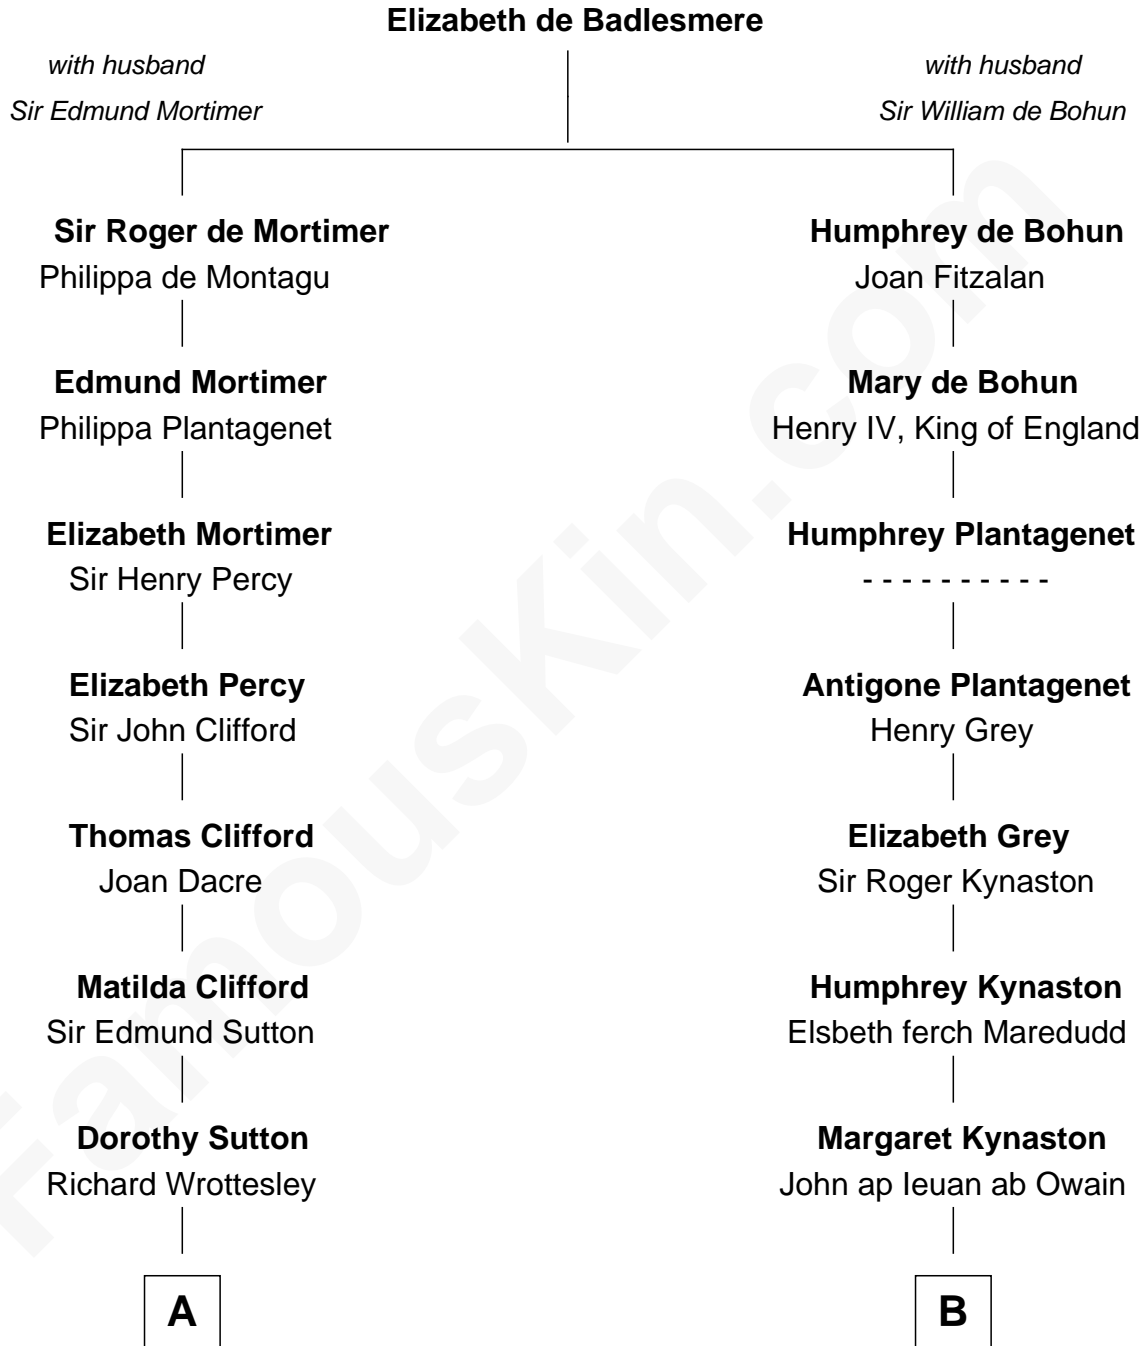 Elizabeth de Badlesmere
with husband
Sir Edmund Mortimer
with husband
Sir William de Bohun
Sir Roger de Mortimer
Philippa de Montagu
Humphrey de Bohun
Joan Fitzalan
Edmund Mortimer
Philippa Plantagenet
Mary de Bohun
Henry IV, King of England
Elizabeth Mortimer
Sir Henry Percy
Humphrey Plantagenet
- - - - - - - - - -
Elizabeth Percy
Sir John Clifford
Antigone Plantagenet
Henry Grey
Thomas Clifford
Joan Dacre
Elizabeth Grey
Sir Roger Kynaston
Matilda Clifford
Sir Edmund Sutton
Humphrey Kynaston
Elsbeth ferch Maredudd
Dorothy Sutton
Richard Wrottesley
Margaret Kynaston
John ap Ieuan ab Owain
A
B
FamousKin.com